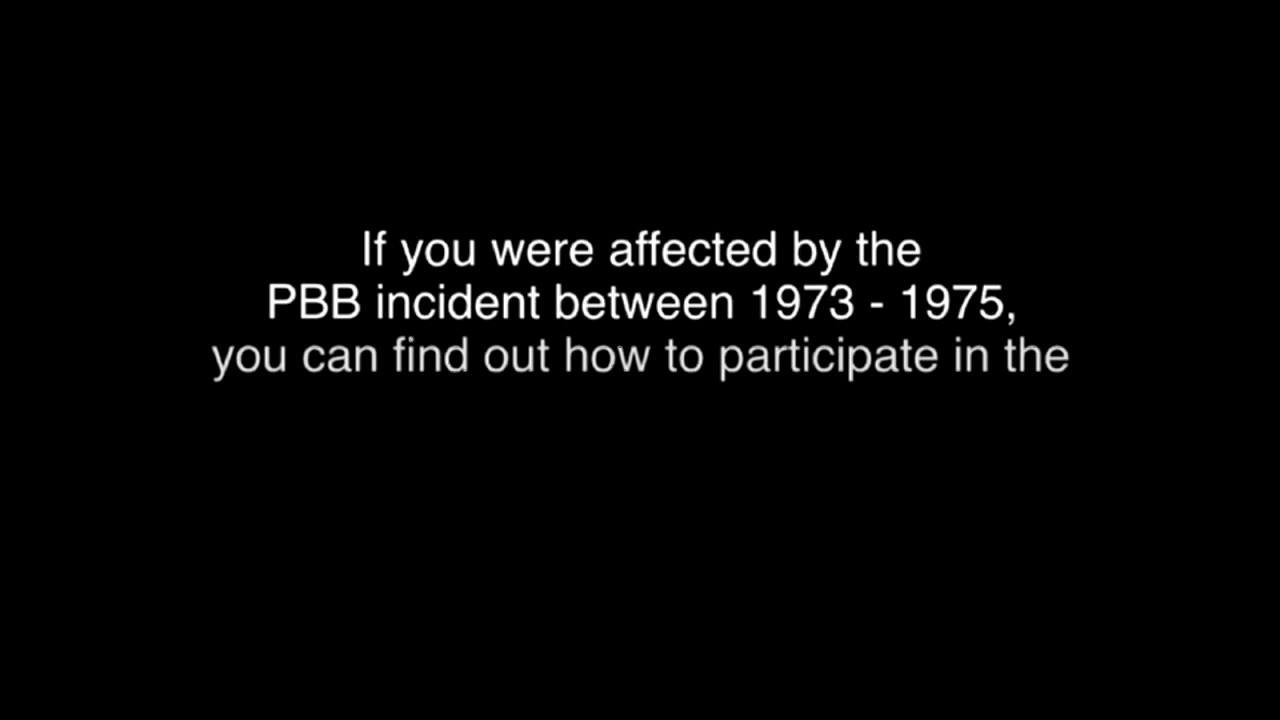 If you were affected by the
PBB incident between 1973 - 1975,
you can find out how to participate in the